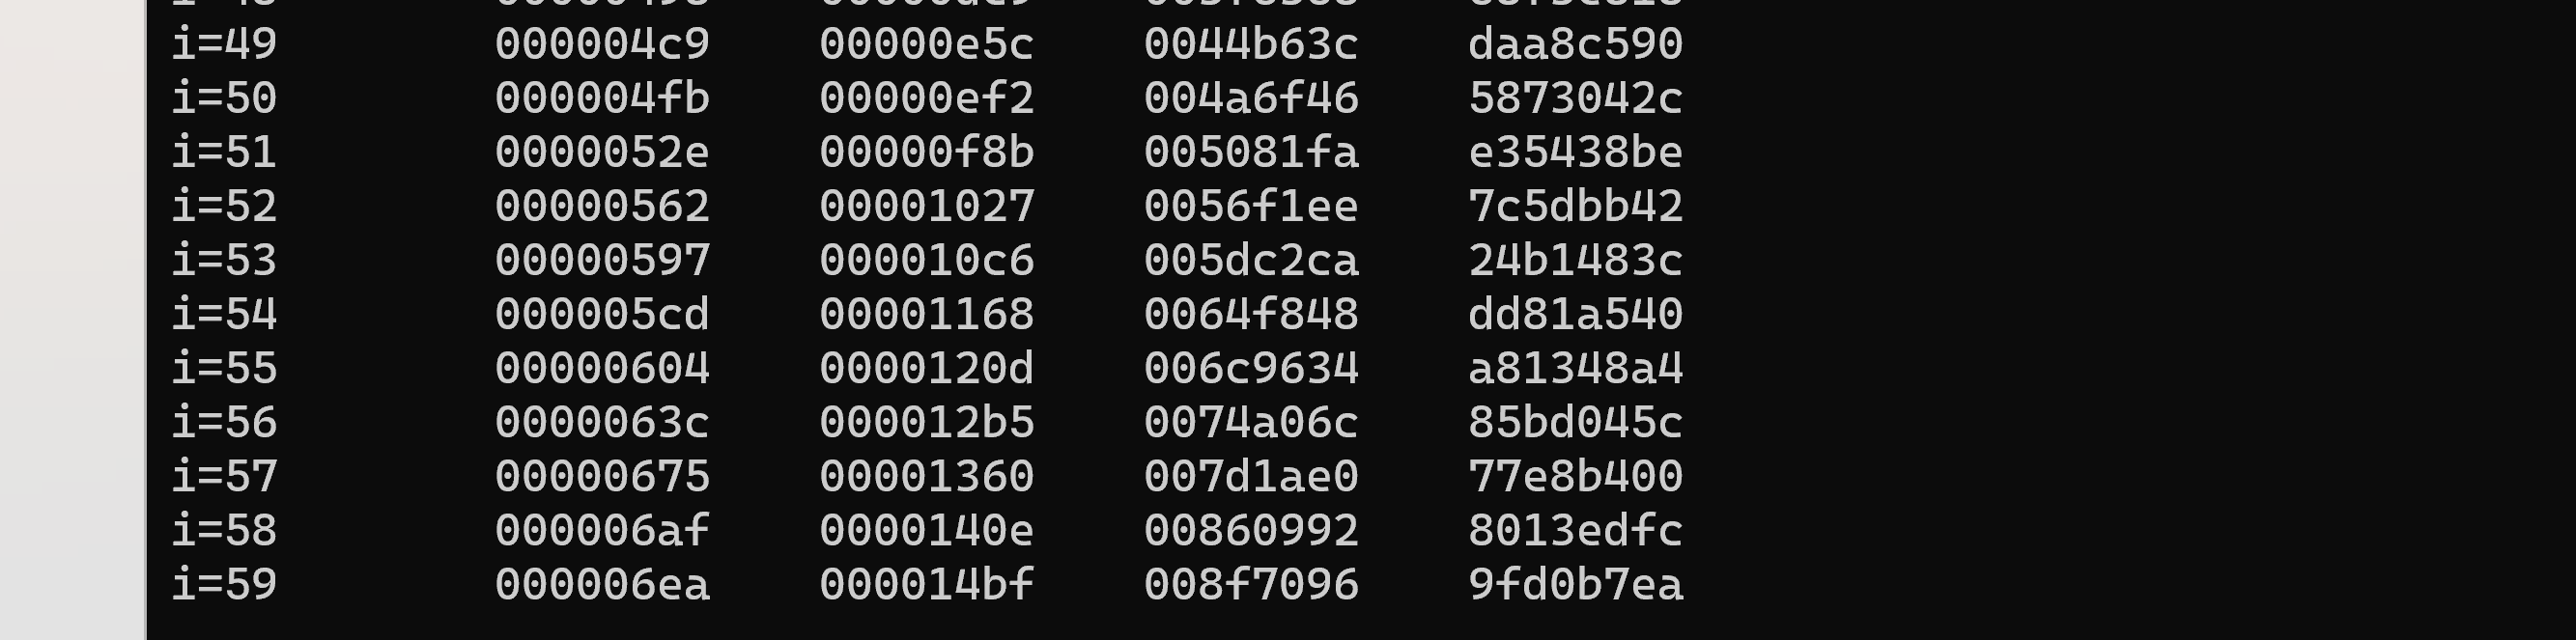 i=49 000004c9 00000e5c 0044b63c daa8c590
i=50 000004fb 00000ef2 004a6f46 5873042c
i=51 0000052e 00000f8b 005081fa e35438be
i=52 00000562 00001027 0056f1ee 7c5dbb42
i=53 00000597 000010c6 005dc2ca 24b1483c
i=54 000005cd 00001168 0064f848 dd81a540
i=55 00000604 0000120d 006c9634 a81348a4
i=56 0000063c 000012b5 0074a06c 85bd045c
i=57 00000675 00001360 007d1ae0 77e8b400
i=58 000006af 0000140e 00860992 8013edfc
i=59 000006ea 000014bf 008f7096 9fd0b7ea